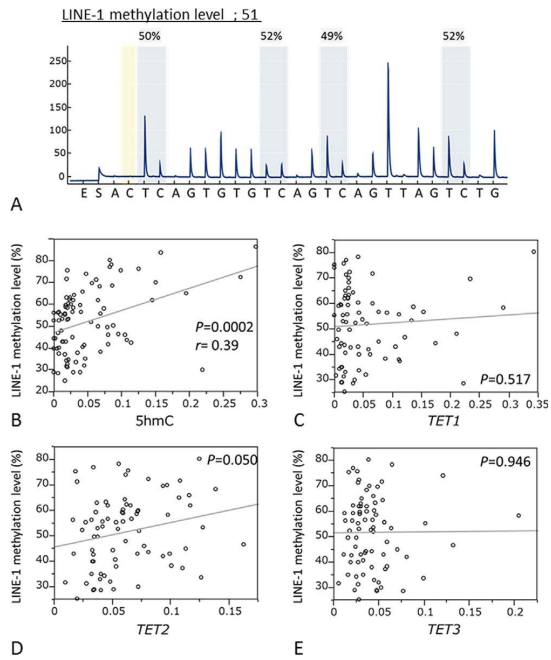 LINE-1 methylation level ; 51
50% 52% 49% 52%
250
200
150
100
50
0
E S A C T C A G T G T G T C A G T C A G T T A G T C T G
A
LINE-1 methylation level (%)
90
80
70
60
50
40
30
20
P=0.0002
r= 0.39
0 0.05 0.1 0.15 0.2 0.25 0.3
B 5hmC
LINE-1 methylation level (%)
80
70
60
50
40
30
P=0.517
0 0.05 0.1 0.15 0.2 0.25 0.3 0.35
C TET1
LINE-1 methylation level (%)
P=0.050
80
70
60
50
40
30
0 0.05 0.1 0.15
D TET2
LINE-1 methylation level (%)
P=0.946
80
70
60
50
40
30
0 0.05 0.1 0.15 0.2
E TET3